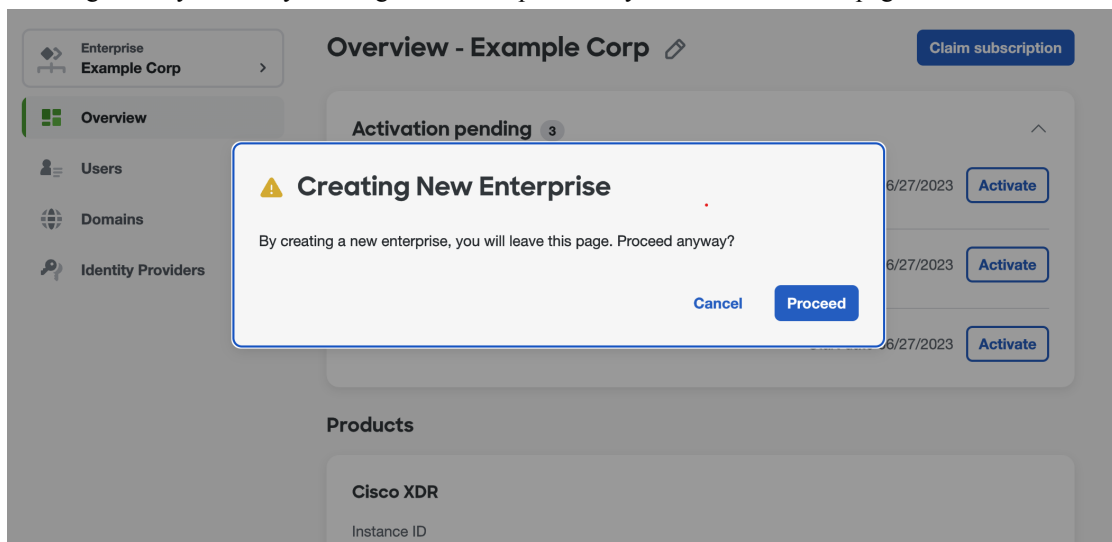 Enterprise
Example Corp
Overview - Example Corp
Claim subscription
Overview
Activation pending 3
Users
Creating New Enterprise
6/27/2023 Activate
Domains
By creating a new enterprise, you will leave this page. Proceed anyway?
6/27/2023 Activate
Identity Providers
Cancel
Proceed
6/27/2023 Activate
Products
Cisco XDR
Instance ID